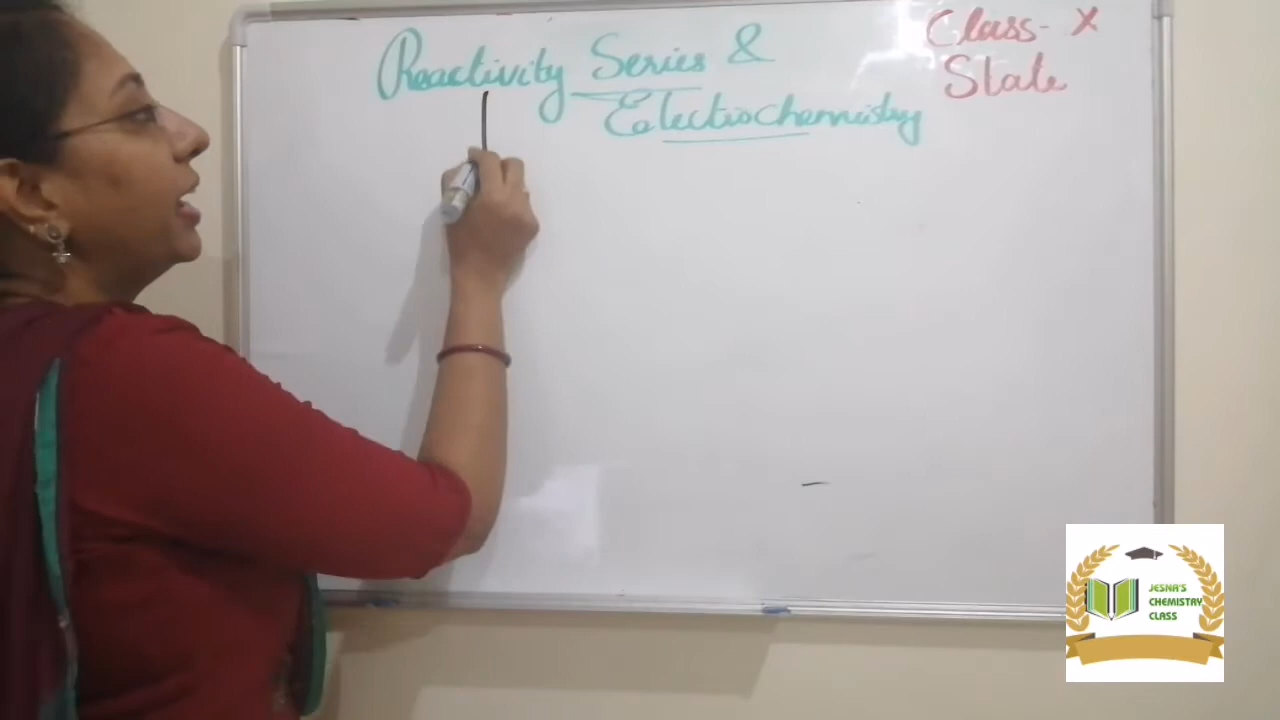 Reactivity Series &
Electrochemistry
Class- X
State
JESNA'S
CHEMISTRY
CLASS